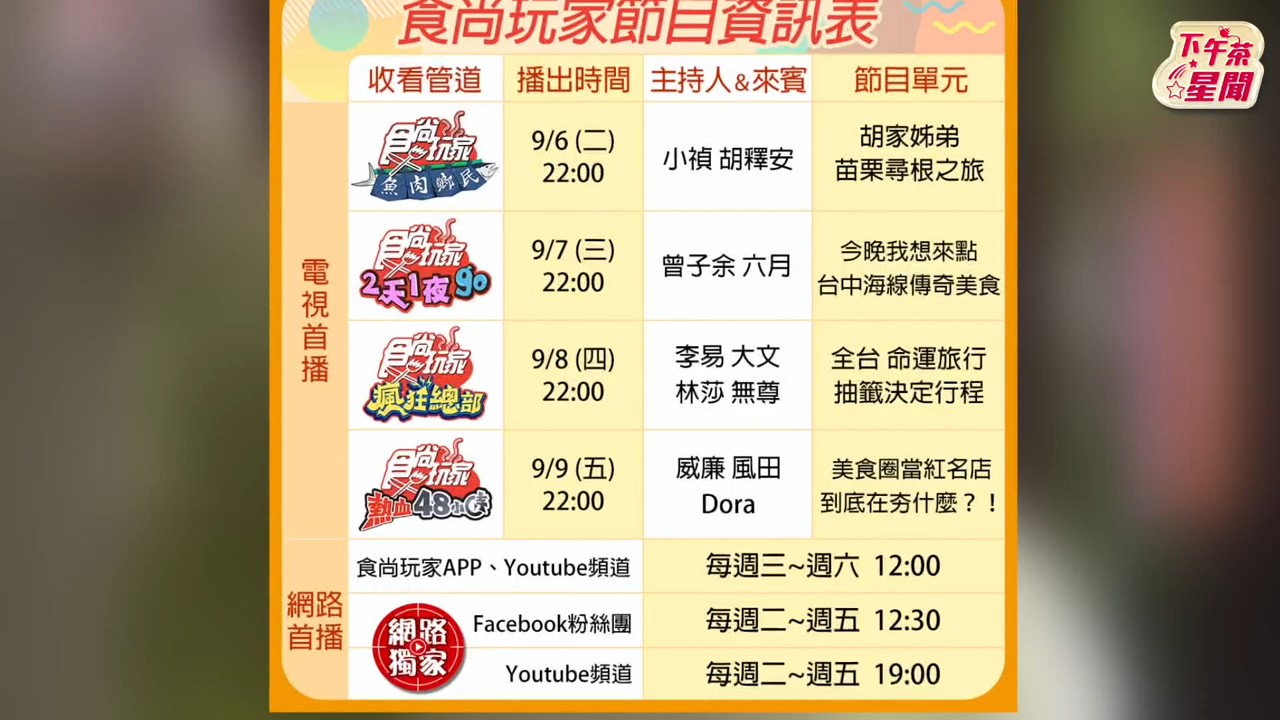 食尚玩家節目資訊表
下午茶
星聞
收看管道
播出時間
主持人&來賓
節目單元
電視首播
食尚玩家
魚肉鄉民
9/6 (二)
22:00
小禎 胡釋安
胡家姊弟
苗栗尋根之旅
食尚玩家
2天1夜go
9/7 (三)
22:00
曾子余 六月
今晚我想來點
台中海線傳奇美食
食尚玩家
瘋狂總部
9/8 (四)
22:00
李易 大文
林莎 無尊
全台 命運旅行
抽籤決定行程
食尚玩家
熱血48小時
9/9 (五)
22:00
威廉 風田
Dora
美食圈當紅名店
到底在夯什麼？！
網路
首播
食尚玩家APP、Youtube頻道
每週三~週六 12:00
網路
獨家
Facebook粉絲團
每週二~週五 12:30
Youtube頻道
每週二~週五 19:00